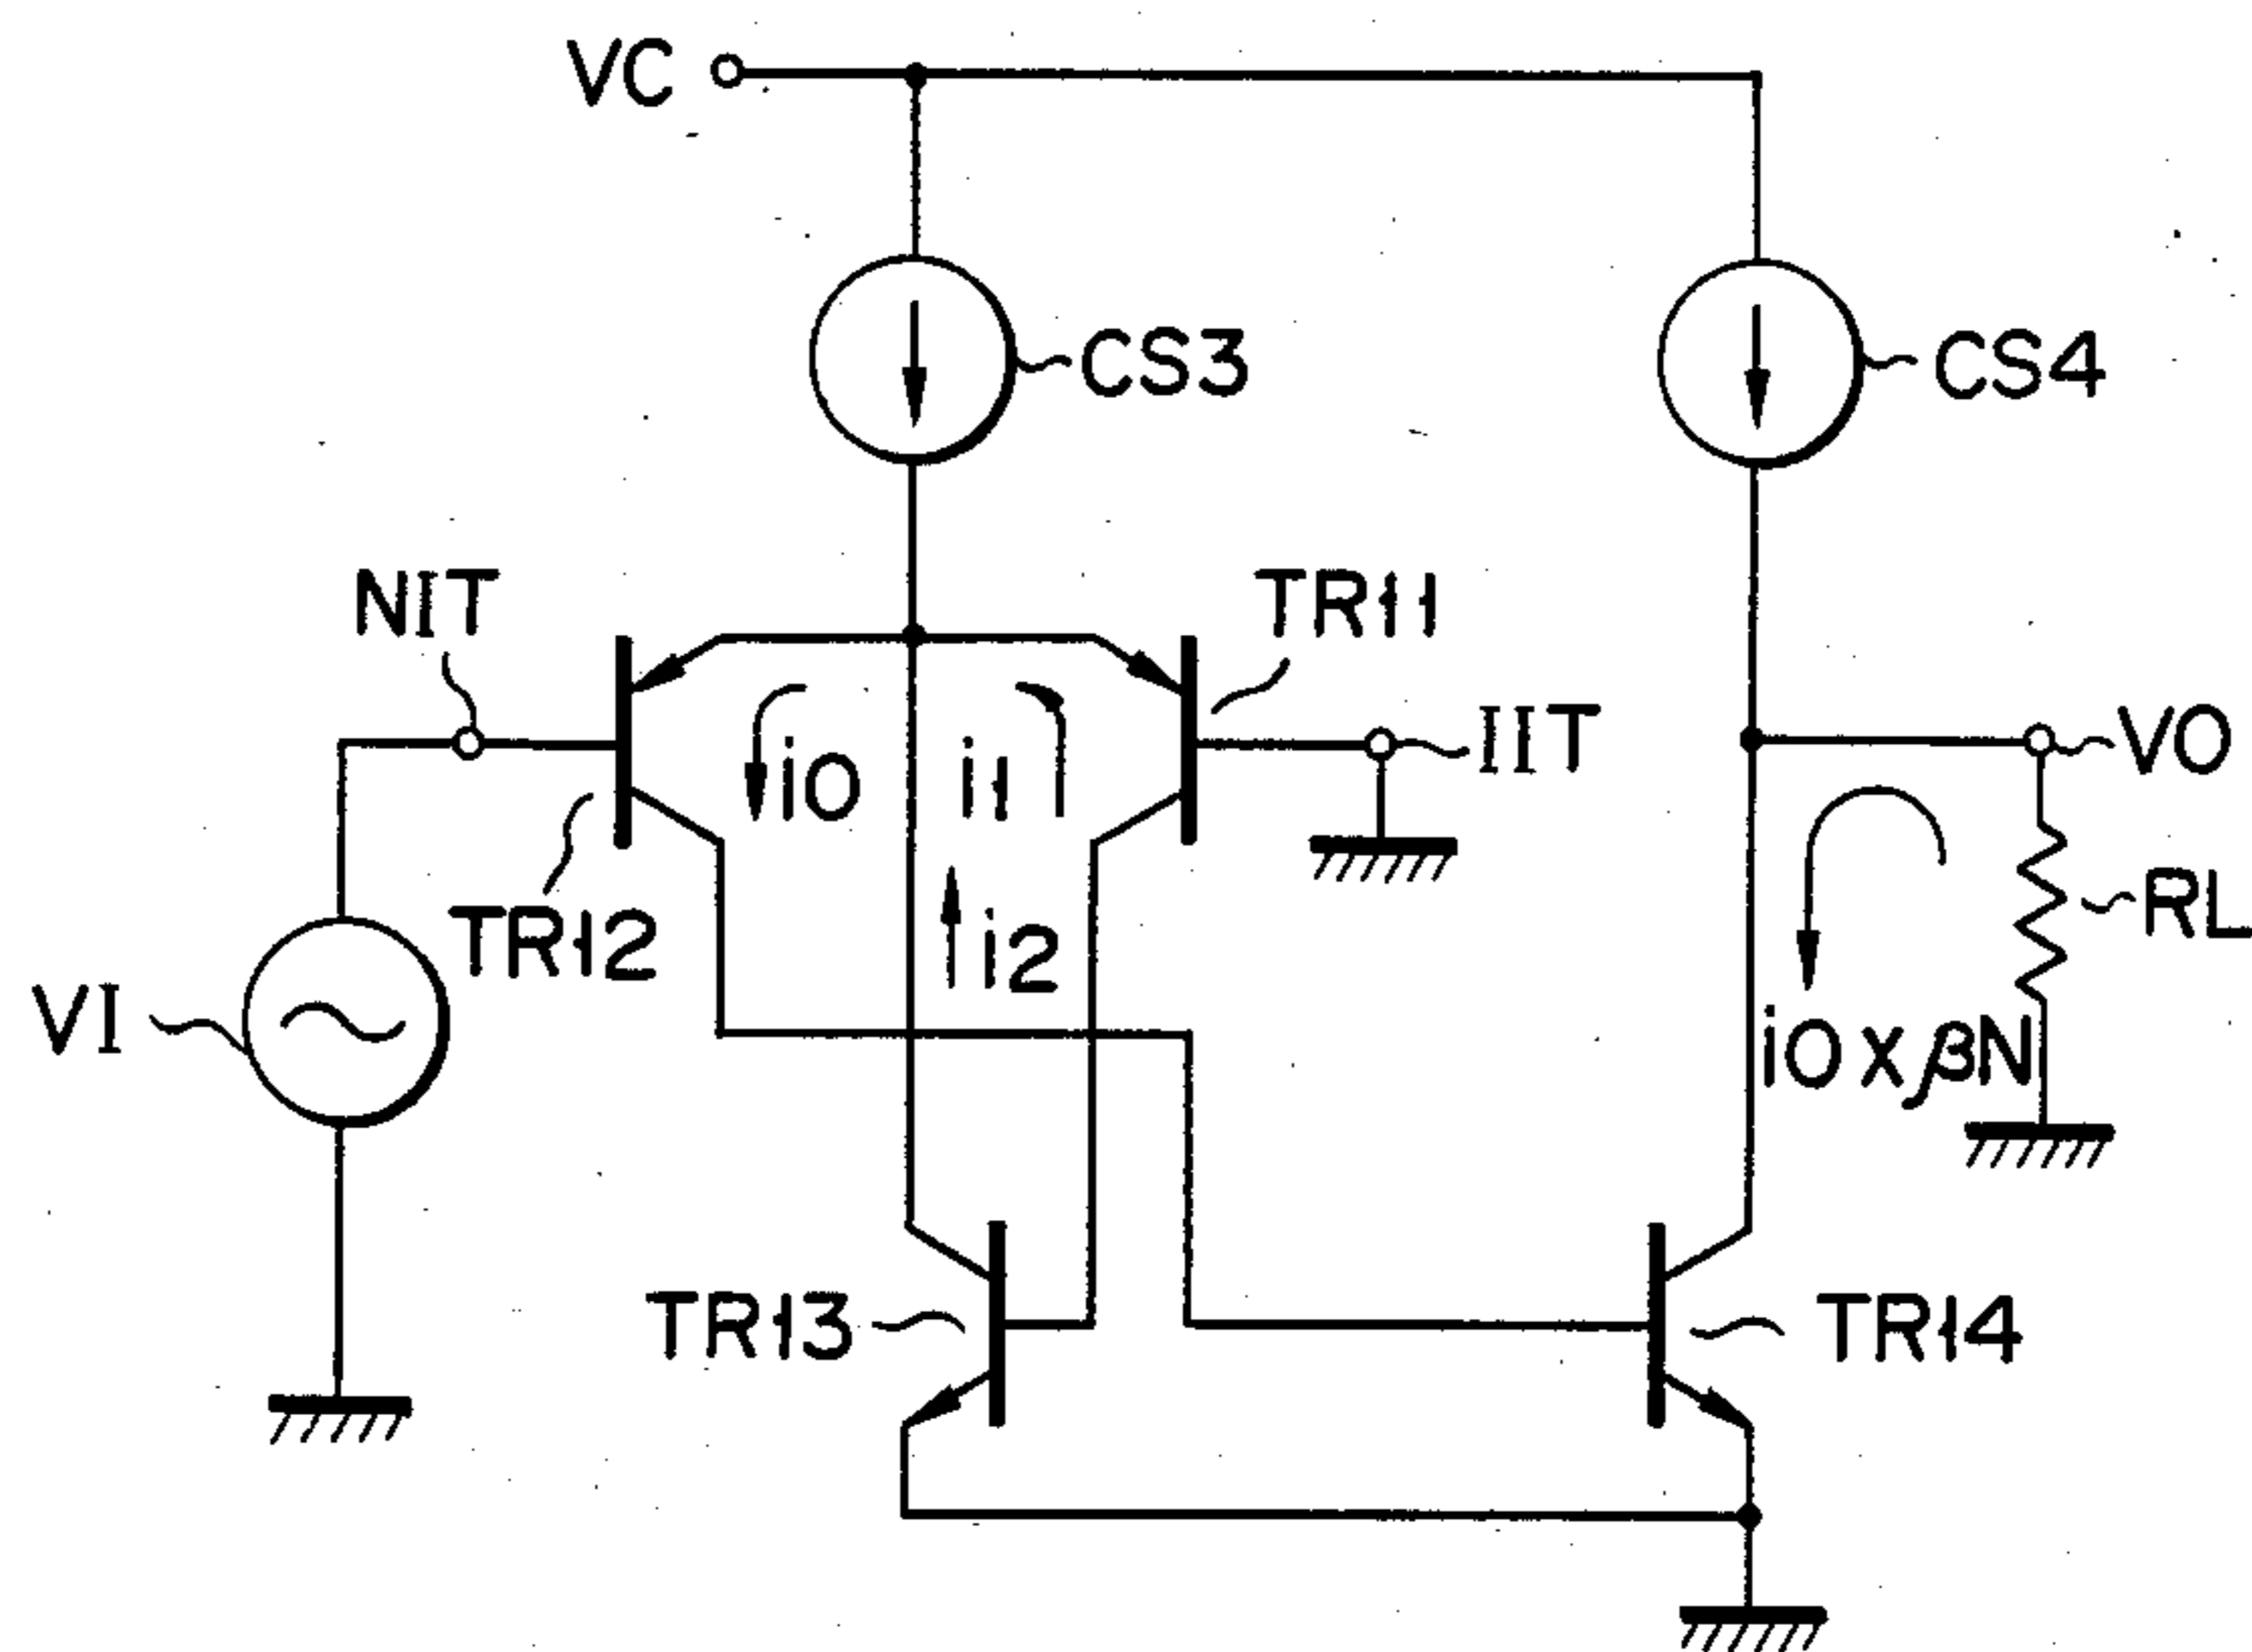 VC
CS3
CS4
NIT
TR11
IIT
VO
i0
i1
RL
TR12
i2
VI
i0 x βN
TR13
TR14